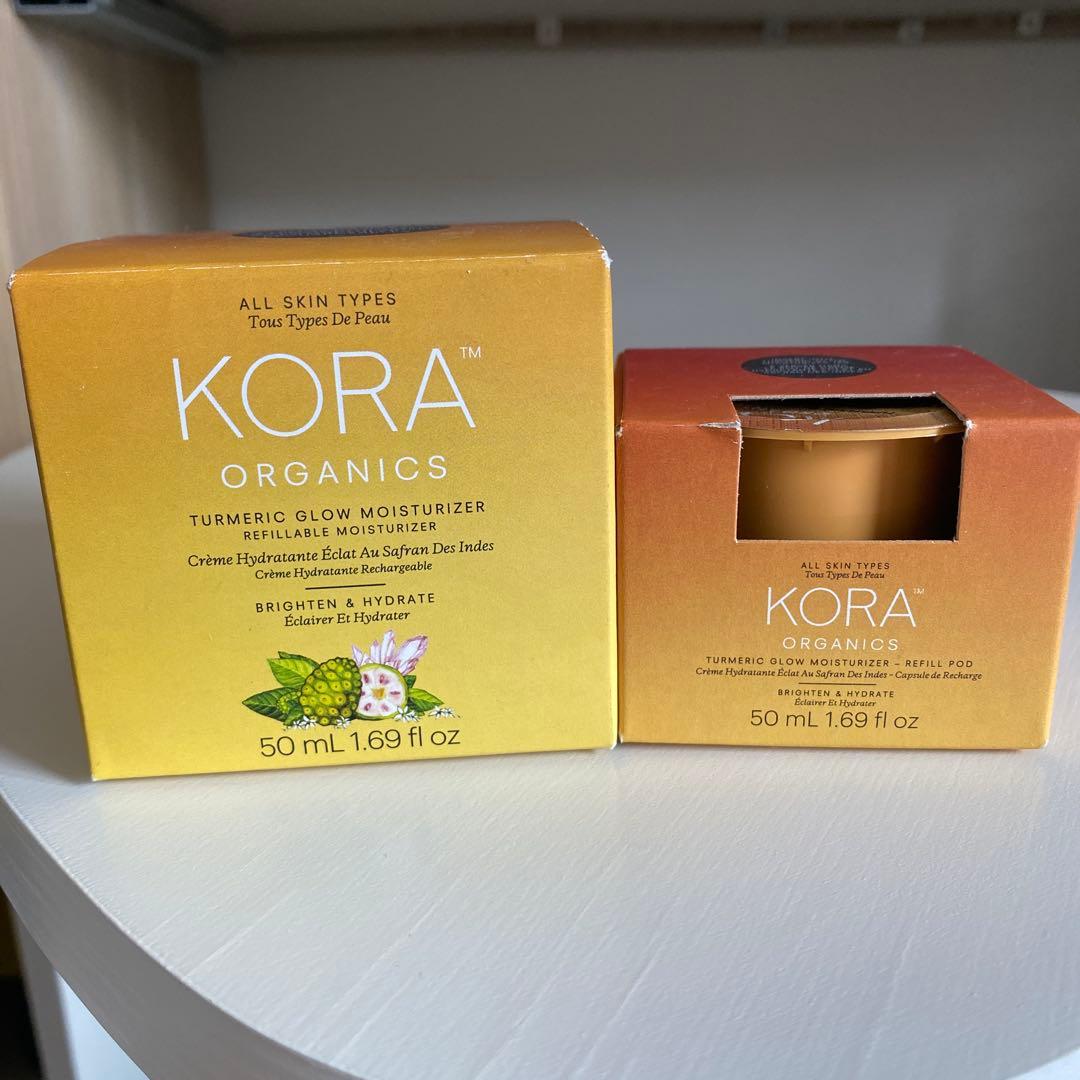 ALL SKIN TYPES
Tous Types De Peau
KORA™
ORGANICS
TURMERIC GLOW MOISTURIZER
REFILLABLE MOISTURIZER
Crème Hydratante Éclat Au Safran Des Indes
Crème Hydratante Rechargeable
BRIGHTEN & HYDRATE
Éclairer Et Hydrater
50 mL 1.69 fl oz
ALL SKIN TYPES
Tous Types De Peau
KORA™
ORGANICS
TURMERIC GLOW MOISTURIZER – REFILL POD
Crème Hydratante Éclat Au Safran Des Indes - Capsule de Recharge
BRIGHTEN & HYDRATE
Éclairer Et Hydrater
50 mL 1.69 fl oz